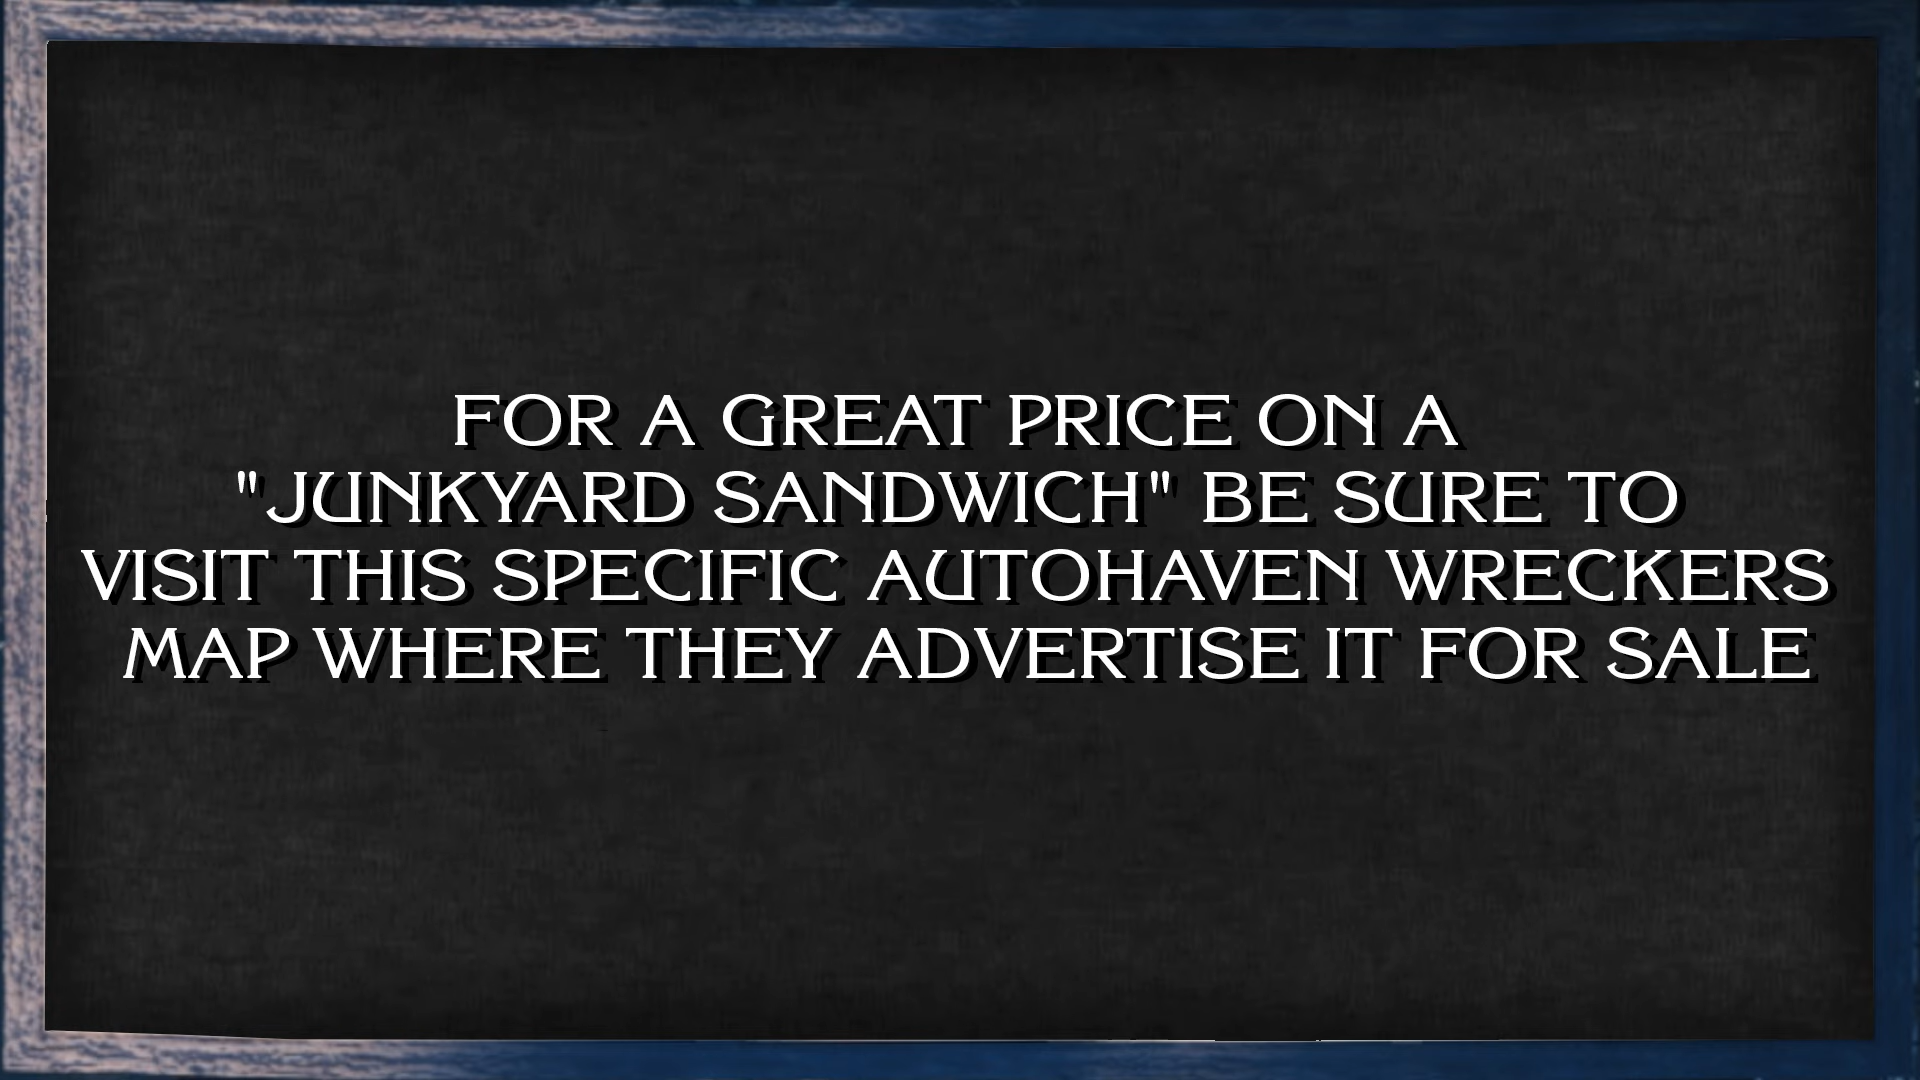 FOR A GREAT PRICE ON A
"JUNKYARD SANDWICH" BE SURE TO
VISIT THIS SPECIFIC AUTOHAVEN WRECKERS
MAP WHERE THEY ADVERTISE IT FOR SALE